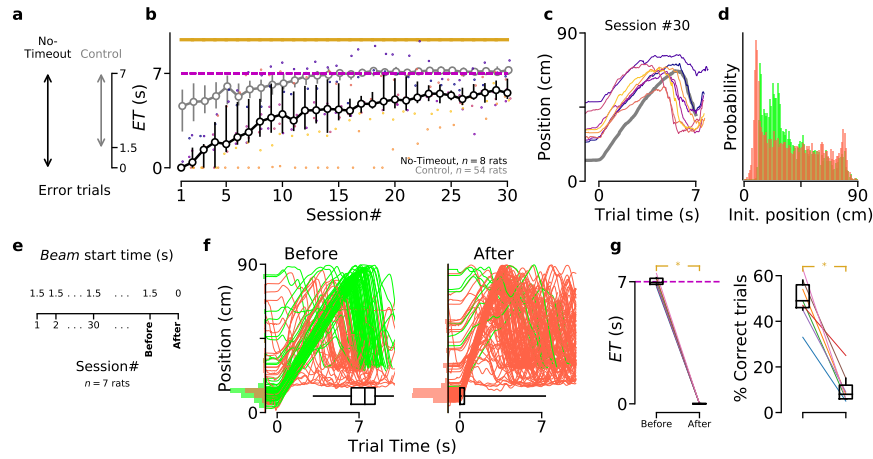 a
No-
Timeout
Control
7
1.5
0
Error trials
b
ET (s)
7
0
1
5
10
15
20
25
30
Session#
No-Timeout, n = 8 rats
Control, n = 54 rats
c
Session #30
Position (cm)
90
0
0
7
Trial time (s)
d
Probability
0
90
Init. position (cm)
e
Beam start time (s)
1.5 1.5 . . . 1.5 . . . 1.5 0
1 2 . . . 30 . . . Before After
Session#
n = 7 rats
f
Before
After
Position (cm)
90
0
0
7
0
7
Trial Time (s)
g
*
ET (s)
7
0
Before
After
*
% Correct trials
60
40
20
0